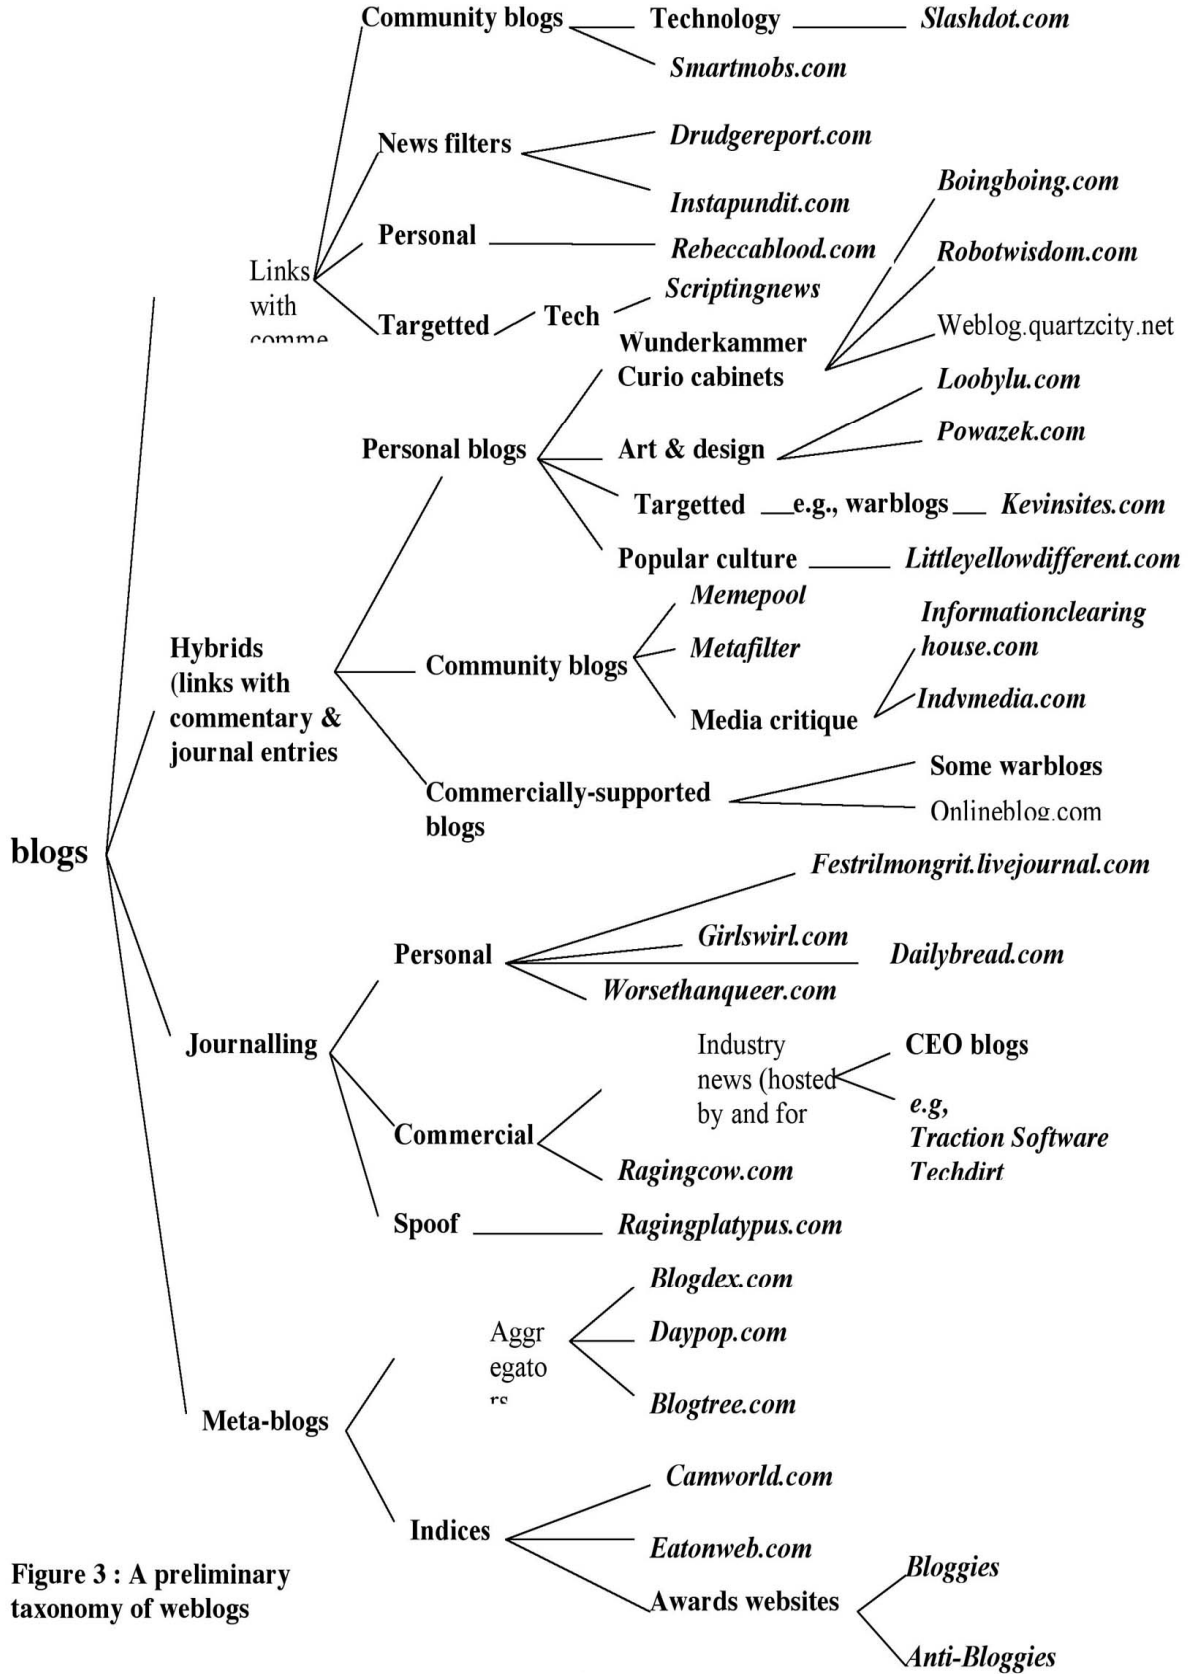 Community blogs
Technology
Slashdot.com
Smartmobs.com
News filters
Drudgereport.com
Instapundit.com
Personal
Rebeccablood.com
Links
with
comme
Targetted
Tech
Scriptingnews
Wunderkammer
Curio cabinets
Boingboing.com
Robotwisdom.com
Weblog.quartzcity.net
Personal blogs
Art & design
Loobylu.com
Powazek.com
Targetted
e.g., warblogs
Kevinsites.com
Popular culture
Littleyellowdifferent.com
Hybrids
(links with
commentary &
journal entries
Community blogs
Memepool
Metafilter
Media critique
Informationclearing
house.com
Indymedia.com
Commercially-supported
blogs
Some warblogs
Onlineblog.com
blogs
Journalling
Personal
Festrilmongrit.livejournal.com
Girlswirl.com
Dailybread.com
Worsethanqueer.com
Commercial
Industry
news (hosted
by and for
CEO blogs
e.g,
Traction Software
Techdirt
Ragingcow.com
Spoof
Ragingplatypus.com
Meta-blogs
Aggr
egato
rs
Blogdex.com
Daypop.com
Blogtree.com
Indices
Camworld.com
Eatonweb.com
Awards websites
Bloggies
Anti-Bloggies
Figure 3 : A preliminary
taxonomy of weblogs